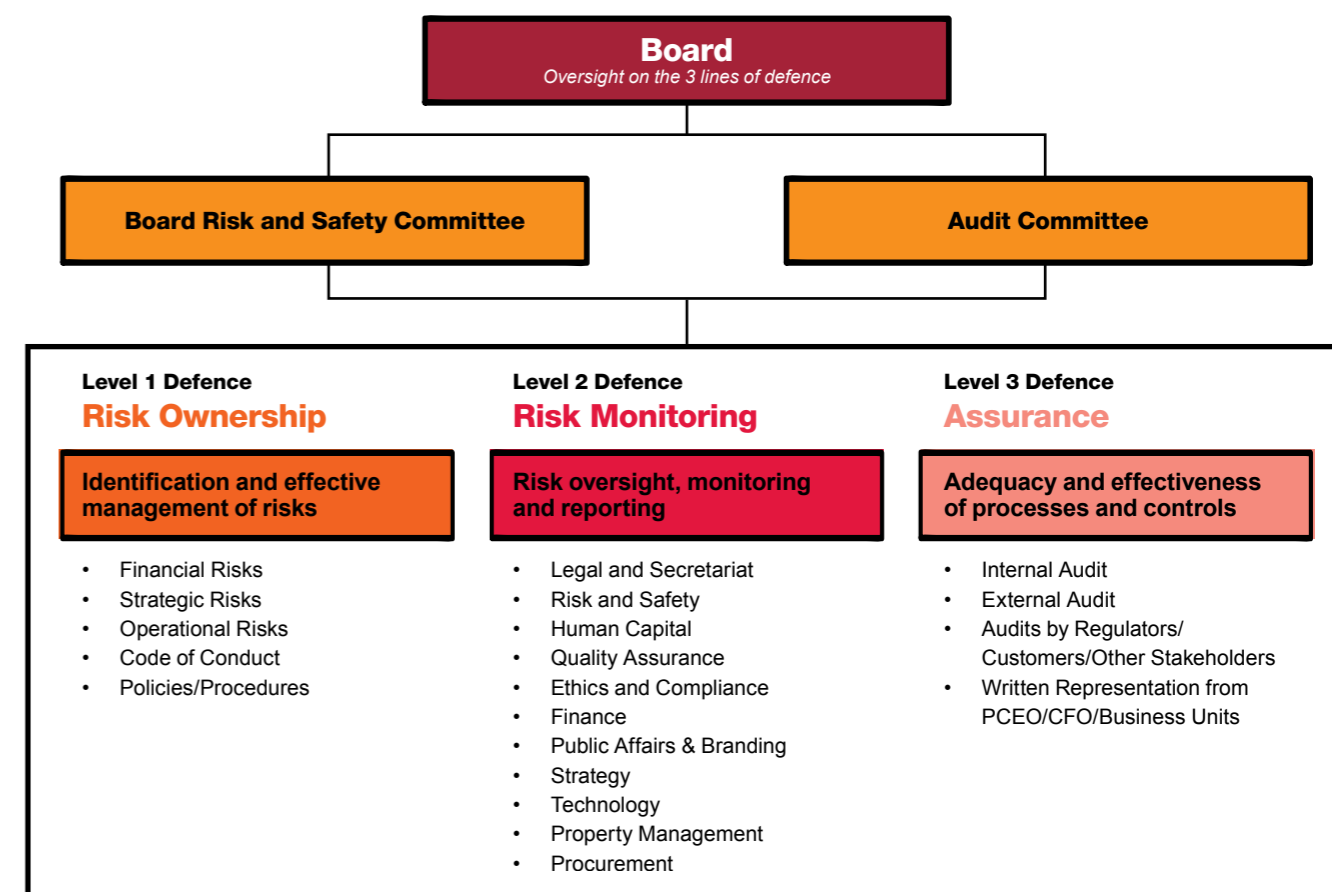 Board
Oversight on the 3 lines of defence
Board Risk and Safety Committee
Audit Committee
Level 1 Defence
Risk Ownership
Identification and effective
management of risks
• Financial Risks
• Strategic Risks
• Operational Risks
• Code of Conduct
• Policies/Procedures
Level 2 Defence
Risk Monitoring
Risk oversight, monitoring
and reporting
• Legal and Secretariat
• Risk and Safety
• Human Capital
• Quality Assurance
• Ethics and Compliance
• Finance
• Public Affairs & Branding
• Strategy
• Technology
• Property Management
• Procurement
Level 3 Defence
Assurance
Adequacy and effectiveness
of processes and controls
• Internal Audit
• External Audit
• Audits by Regulators/
Customers/Other Stakeholders
• Written Representation from
PCEO/CFO/Business Units